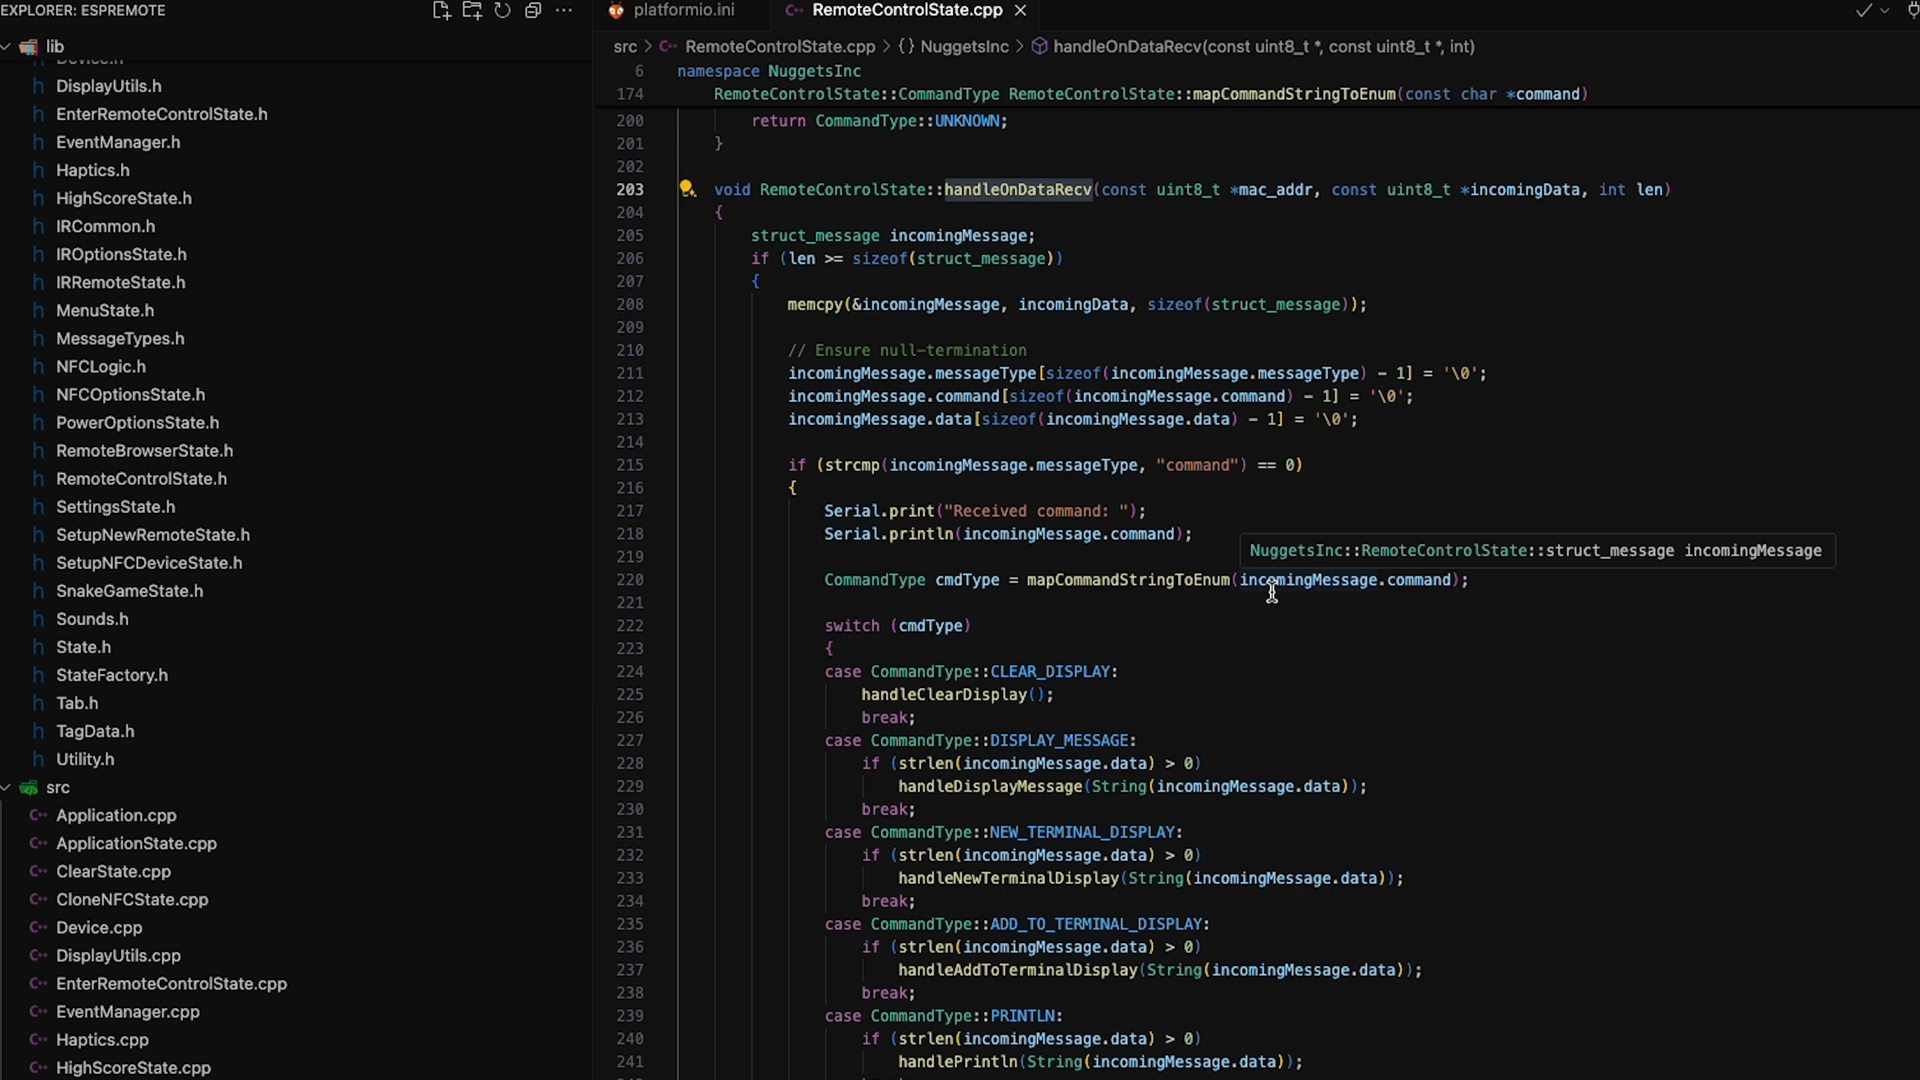 EXPLORER: ESPREMOTE
lib
DisplayUtils.h
EnterRemoteControlState.h
EventManager.h
Haptics.h
HighScoreState.h
IRCommon.h
IROptionsState.h
IRRemoteState.h
MenuState.h
MessageTypes.h
NFCLogic.h
NFCOptionsState.h
PowerOptionsState.h
RemoteBrowserState.h
RemoteControlState.h
SettingsState.h
SetupNewRemoteState.h
SetupNFCDeviceState.h
SnakeGameState.h
Sounds.h
State.h
StateFactory.h
Tab.h
TagData.h
Utility.h
src
Application.cpp
ApplicationState.cpp
ClearState.cpp
CloneNFCState.cpp
Device.cpp
DisplayUtils.cpp
EnterRemoteControlState.cpp
EventManager.cpp
Haptics.cpp
HighScoreState.cpp
platformio.ini
RemoteControlState.cpp
src > RemoteControlState.cpp > {} NuggetsInc > handleOnDataRecv(const uint8_t *, const uint8_t *, int)
6 namespace NuggetsInc
174 RemoteControlState::CommandType RemoteControlState::mapCommandStringToEnum(const char *command)
200 return CommandType::UNKNOWN;
201 }
202
203 void RemoteControlState::handleOnDataRecv(const uint8_t *mac_addr, const uint8_t *incomingData, int len)
204 {
205 struct_message incomingMessage;
206 if (len >= sizeof(struct_message))
207 {
208 memcpy(&incomingMessage, incomingData, sizeof(struct_message));
209
210 // Ensure null-termination
211 incomingMessage.messageType[sizeof(incomingMessage.messageType) - 1] = '\0';
212 incomingMessage.command[sizeof(incomingMessage.command) - 1] = '\0';
213 incomingMessage.data[sizeof(incomingMessage.data) - 1] = '\0';
214
215 if (strcmp(incomingMessage.messageType, "command") == 0)
216 {
217 Serial.print("Received command: ");
218 Serial.println(incomingMessage.command);
219
NuggetsInc::RemoteControlState::struct_message incomingMessage
220 CommandType cmdType = mapCommandStringToEnum(incomingMessage.command);
221
222 switch (cmdType)
223 {
224 case CommandType::CLEAR_DISPLAY:
225 handleClearDisplay();
226 break;
227 case CommandType::DISPLAY_MESSAGE:
228 if (strlen(incomingMessage.data) > 0)
229 handleDisplayMessage(String(incomingMessage.data));
230 break;
231 case CommandType::NEW_TERMINAL_DISPLAY:
232 if (strlen(incomingMessage.data) > 0)
233 handleNewTerminalDisplay(String(incomingMessage.data));
234 break;
235 case CommandType::ADD_TO_TERMINAL_DISPLAY:
236 if (strlen(incomingMessage.data) > 0)
237 handleAddToTerminalDisplay(String(incomingMessage.data));
238 break;
239 case CommandType::PRINTLN:
240 if (strlen(incomingMessage.data) > 0)
241 handlePrintln(String(incomingMessage.data));